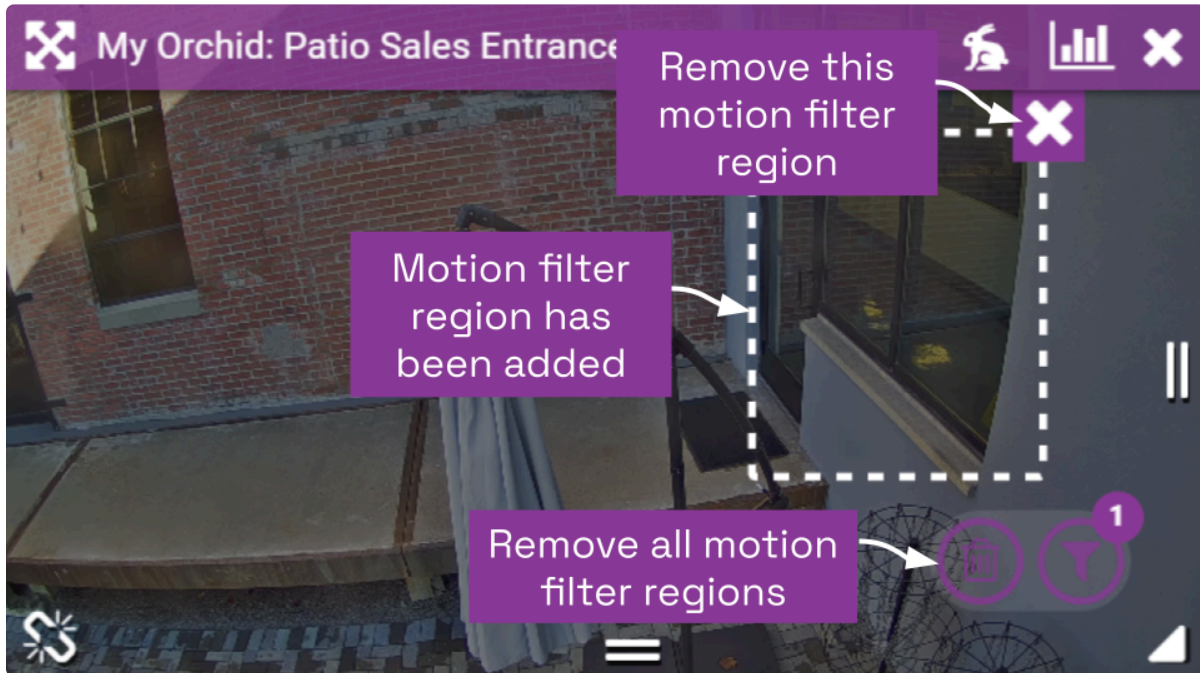 My Orchid: Patio Sales Entrance
Remove this
motion filter
region
Motion filter
region has
been added
1
Remove all motion
filter regions